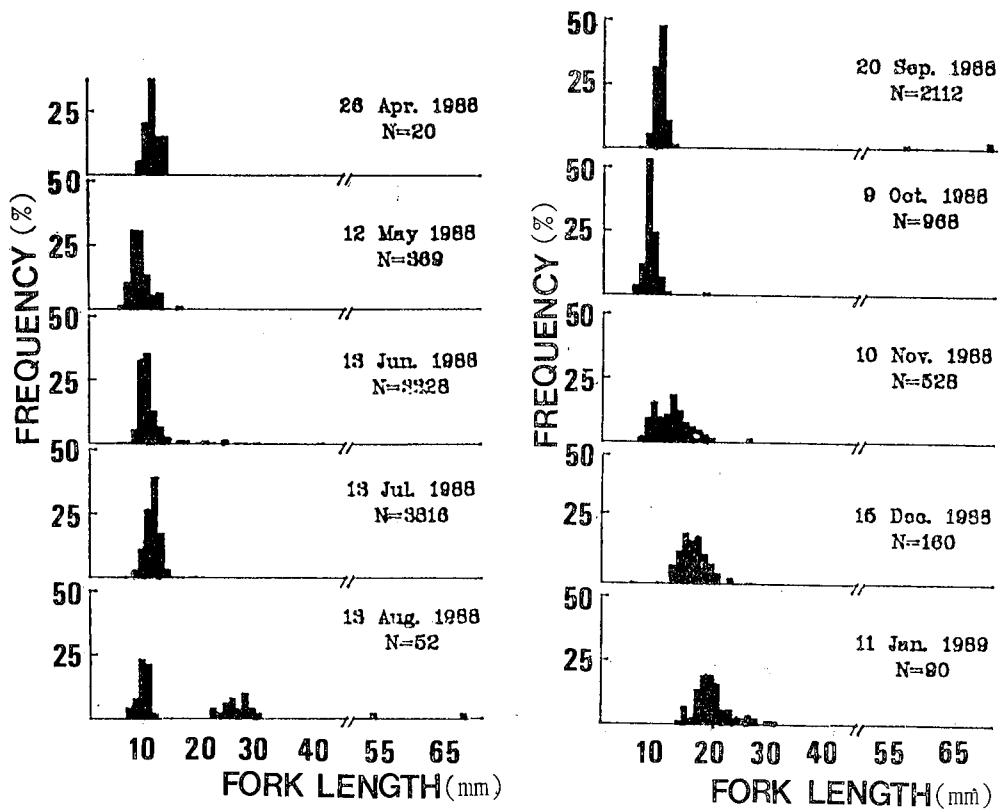 50
25
26 Apr. 1988
N=20
50
25
12 May 1988
N=369
50
25
13 Jun. 1988
N=3328
50
25
13 Jul. 1988
N=3816
50
25
13 Aug. 1988
N=52
FREQUENCY (%)
10 20 30 40 55 65
FORK LENGTH (mm)
50
25
20 Sep. 1988
N=2112
50
25
9 Oct. 1988
N=968
50
25
10 Nov. 1988
N=528
50
25
15 Dec. 1988
N=160
50
25
11 Jan. 1989
N=90
FREQUENCY (%)
10 20 30 40 55 65
FORK LENGTH (mm)